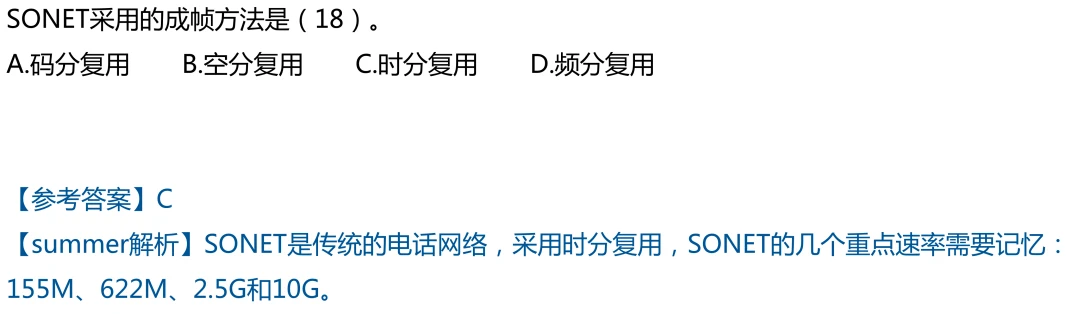 SONET采用的成帧方法是（18）。
A.码分复用 B.空分复用 C.时分复用 D.频分复用
【参考答案】C
【summer解析】SONET是传统的电话网络，采用时分复用，SONET的几个重点速率需要记忆：
155M、622M、2.5G和10G。